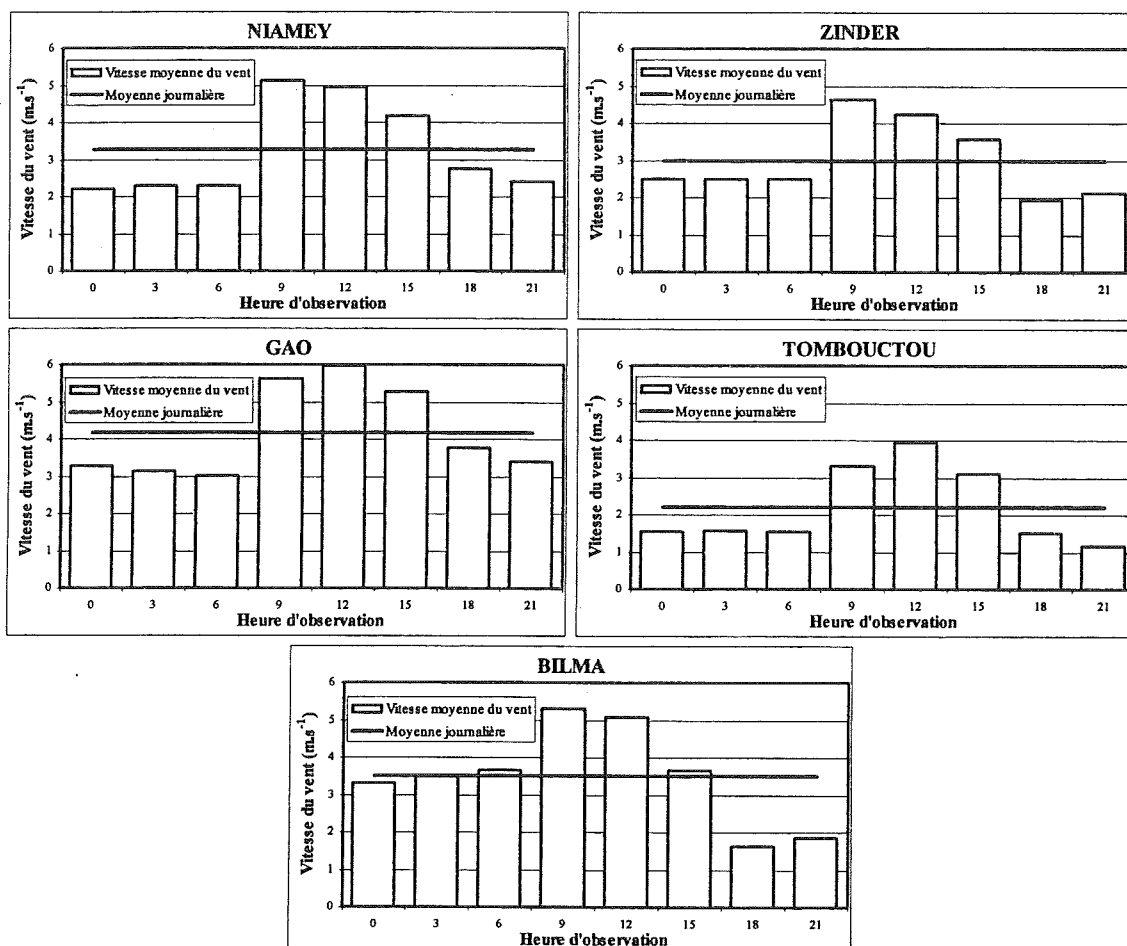 NIAMEY
Vitesse du vent (m.s⁻¹)
6
5
4
3
2
1
0
Vitesse moyenne du vent
Moyenne journalière
0 3 6 9 12 15 18 21
Heure d'observation
ZINDER
Vitesse du vent (m.s⁻¹)
6
5
4
3
2
1
0
Vitesse moyenne du vent
Moyenne journalière
0 3 6 9 12 15 18 21
Heure d'observation
GAO
Vitesse du vent (m.s⁻¹)
6
5
4
3
2
1
0
Vitesse moyenne du vent
Moyenne journalière
0 3 6 9 12 15 18 21
Heure d'observation
TOMBOUCTOU
Vitesse du vent (m.s⁻¹)
6
5
4
3
2
1
0
Vitesse moyenne du vent
Moyenne journalière
0 3 6 9 12 15 18 21
Heure d'observation
BILMA
Vitesse du vent (m.s⁻¹)
6
5
4
3
2
1
0
Vitesse moyenne du vent
Moyenne journalière
0 3 6 9 12 15 18 21
Heure d'observation